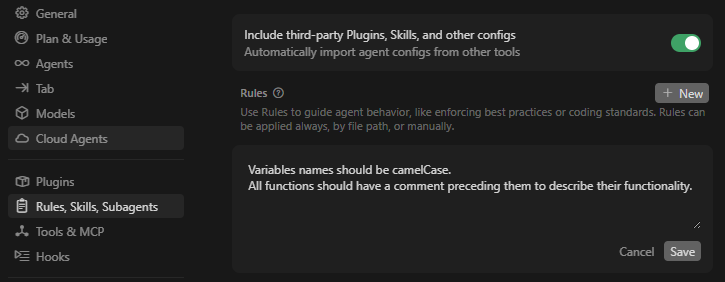 General
Plan & Usage
Agents
Tab
Models
Cloud Agents
Plugins
Rules, Skills, Subagents
Tools & MCP
Hooks
Include third-party Plugins, Skills, and other configs
Automatically import agent configs from other tools
Rules
+ New
Use Rules to guide agent behavior, like enforcing best practices or coding standards. Rules can
be applied always, by file path, or manually.
Variables names should be camelCase.
All functions should have a comment preceding them to describe their functionality.
Cancel
Save